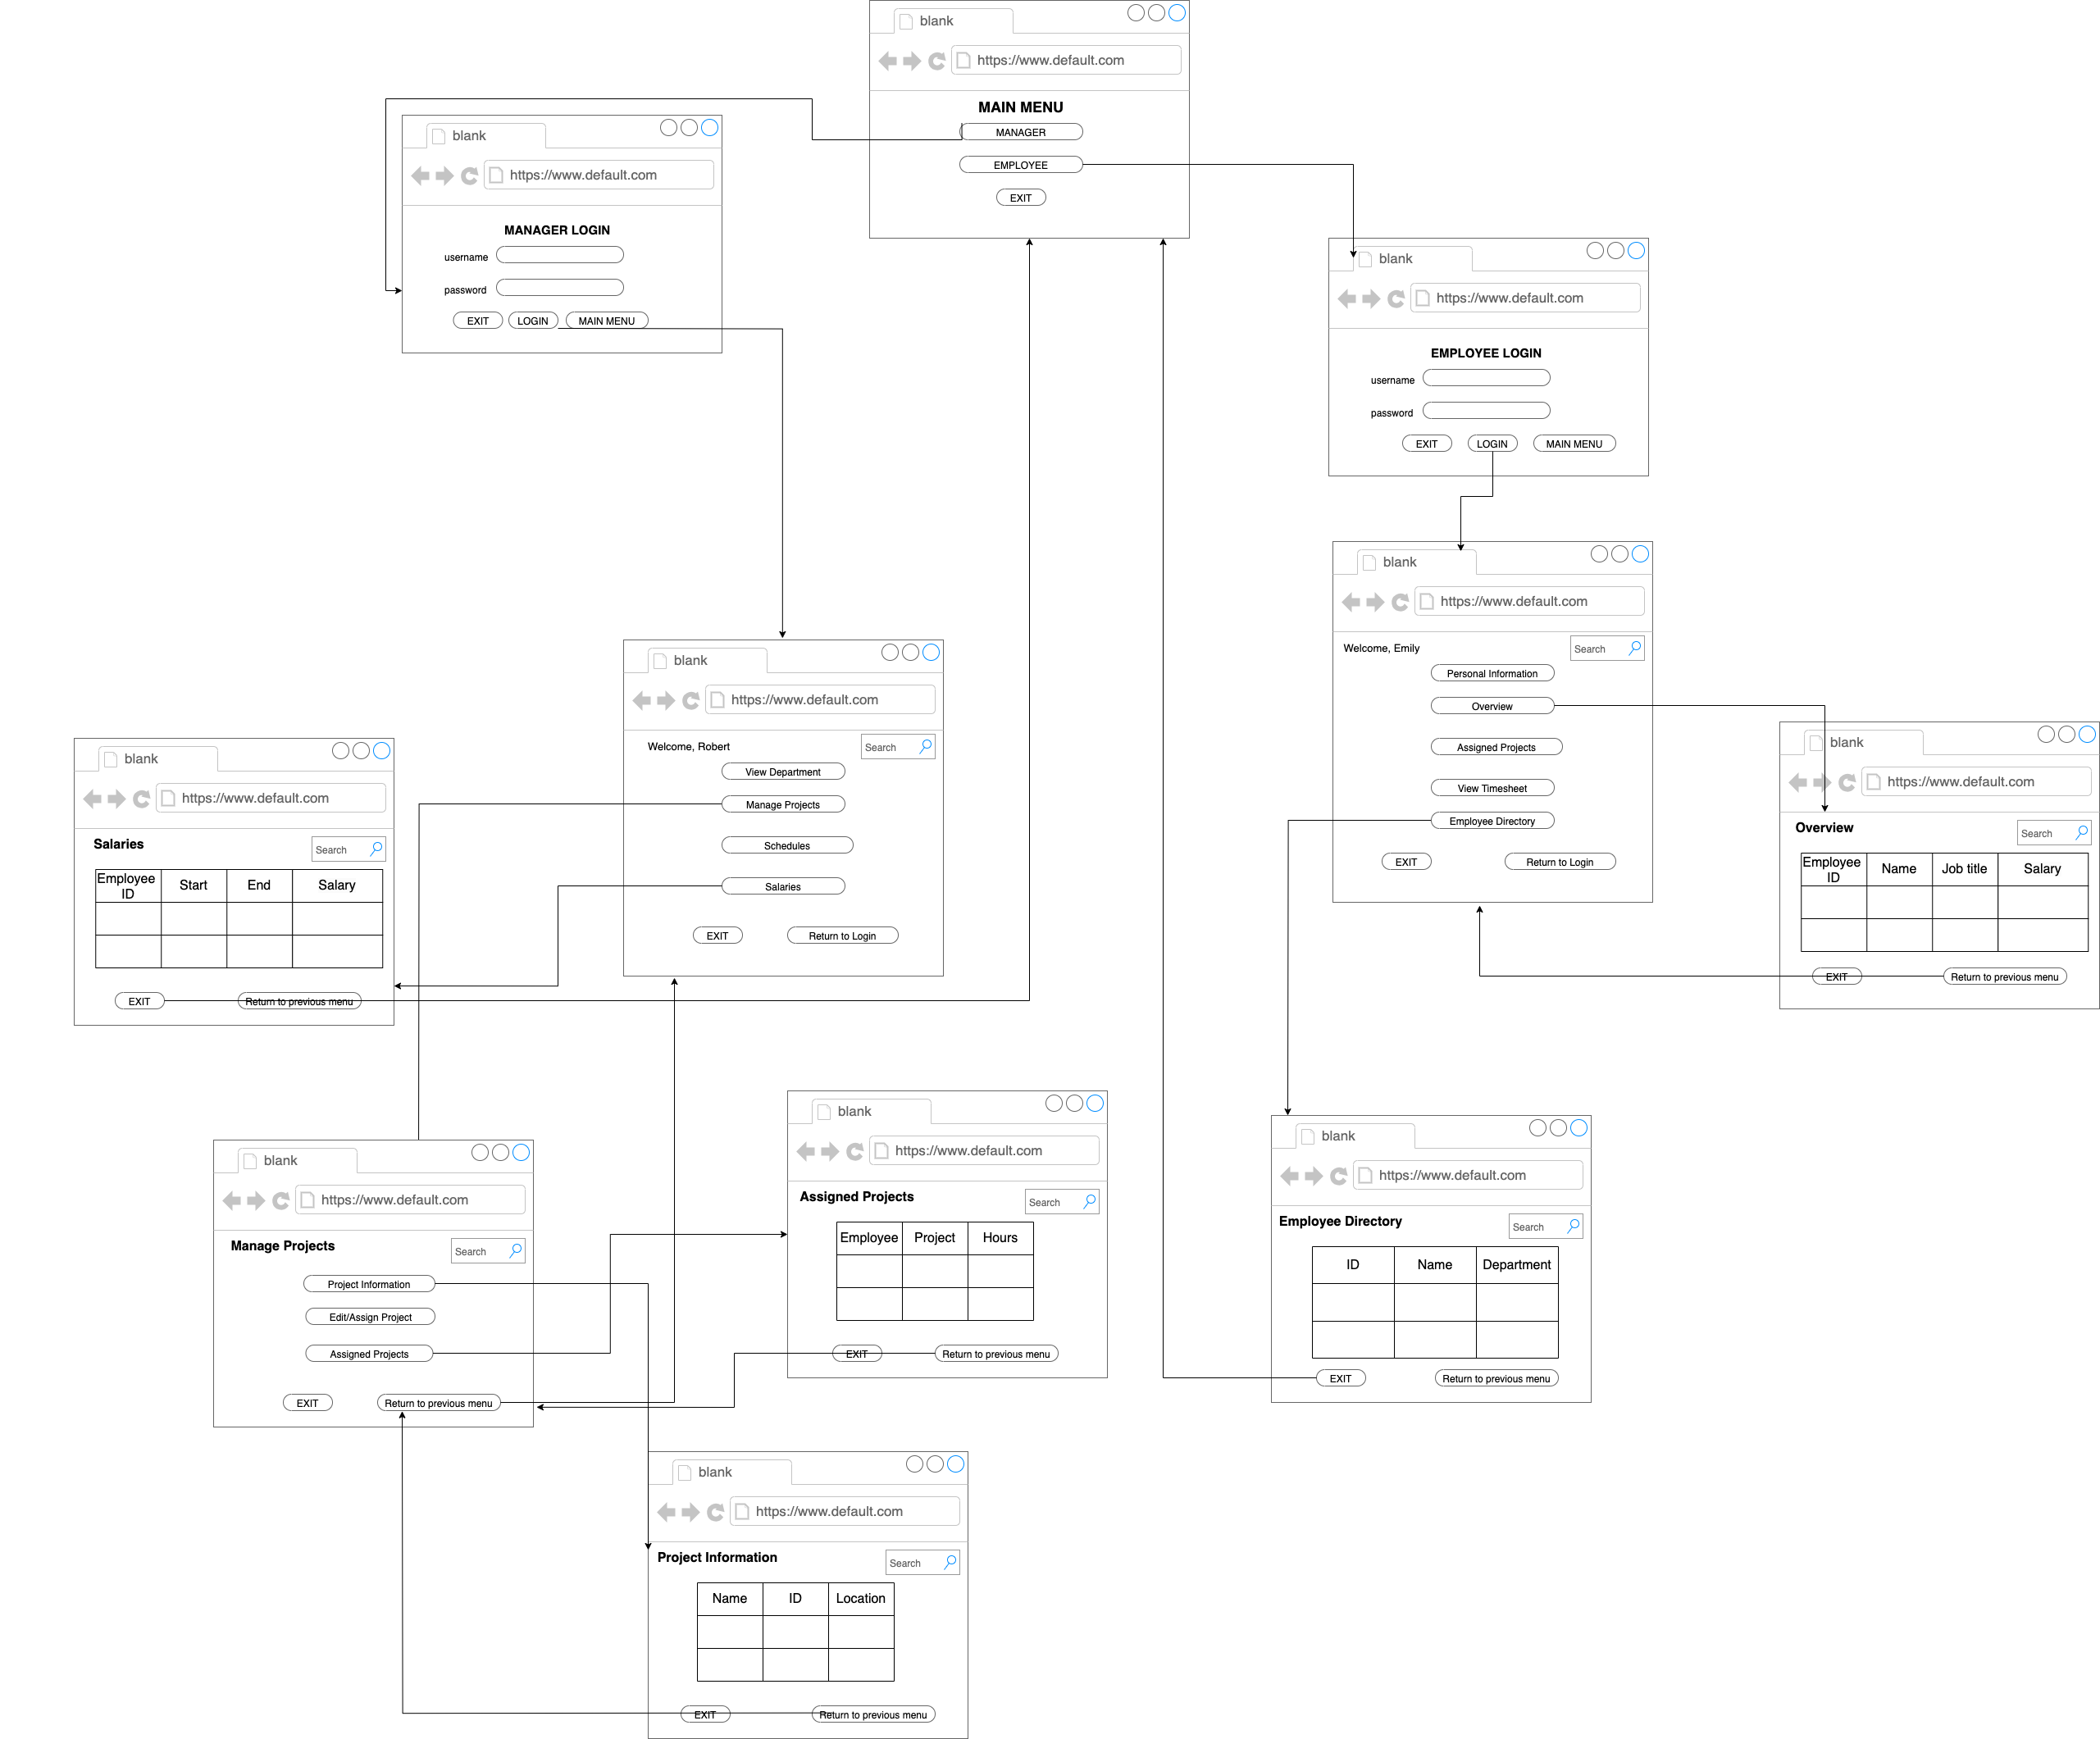 blank
https://www.default.com
MAIN MENU
MANAGER
EMPLOYEE
EXIT
blank
https://www.default.com
MANAGER LOGIN
username
password
EXIT
LOGIN
MAIN MENU
blank
https://www.default.com
EMPLOYEE LOGIN
username
password
EXIT
LOGIN
MAIN MENU
blank
https://www.default.com
Welcome, Emily
Search
Personal Information
Overview
Assigned Projects
View Timesheet
Employee Directory
EXIT
Return to Login
blank
https://www.default.com
Welcome, Robert
Search
View Department
Manage Projects
Schedules
Salaries
EXIT
Return to Login
blank
https://www.default.com
Overview
Search
Employee
ID
Name
Job title
Salary
EXIT
Return to previous menu
blank
https://www.default.com
Salaries
Search
Employee
ID
Start
End
Salary
EXIT
Return to previous menu
blank
https://www.default.com
Assigned Projects
Search
Employee
Project
Hours
EXIT
Return to previous menu
blank
https://www.default.com
Employee Directory
Search
ID
Name
Department
EXIT
Return to previous menu
blank
https://www.default.com
Manage Projects
Search
Project Information
Edit/Assign Project
Assigned Projects
EXIT
Return to previous menu
blank
https://www.default.com
Project Information
Search
Name
ID
Location
EXIT
Return to previous menu